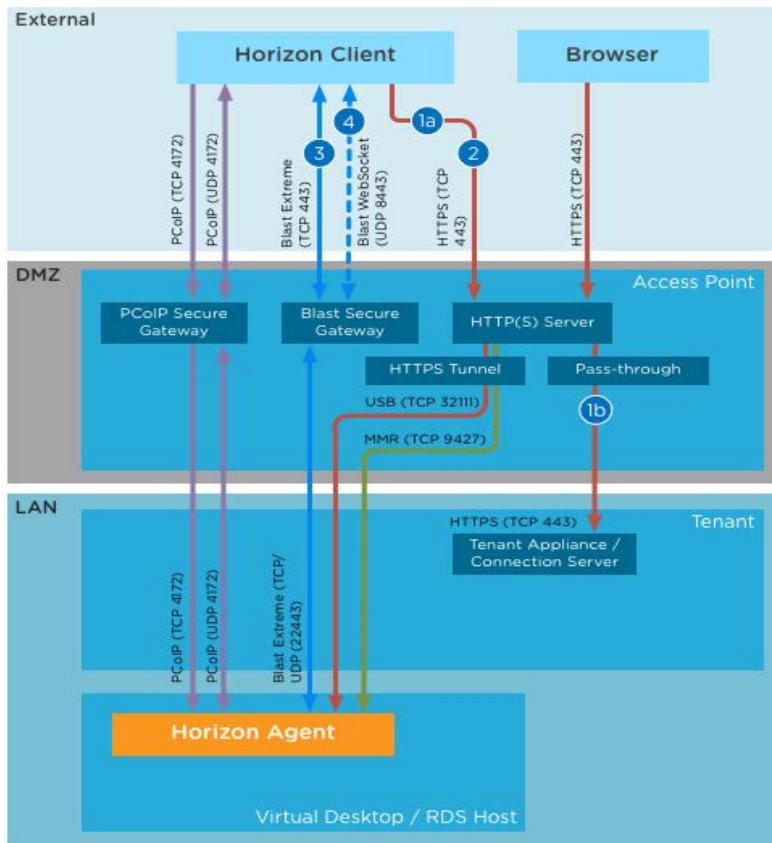 External
Horizon Client
Browser
PCoIP (TCP 4172)
PCoIP (UDP 4172)
Blast Extreme
(TCP 443)
3
4
Blast WebSocket
(UDP 8443)
1a
2
HTTPS (TCP
443)
HTTPS (TCP 443)
DMZ
Access Point
PCoIP Secure
Gateway
Blast Secure
Gateway
HTTP(S) Server
HTTPS Tunnel
Pass-through
USB (TCP 32111)
1b
MMR (TCP 9427)
LAN
Tenant
HTTPS (TCP 443)
Tenant Appliance /
Connection Server
PCoIP (TCP 4172)
PCoIP (UDP 4172)
Blast Extreme (TCP/
UDP (22443)
Horizon Agent
Virtual Desktop / RDS Host